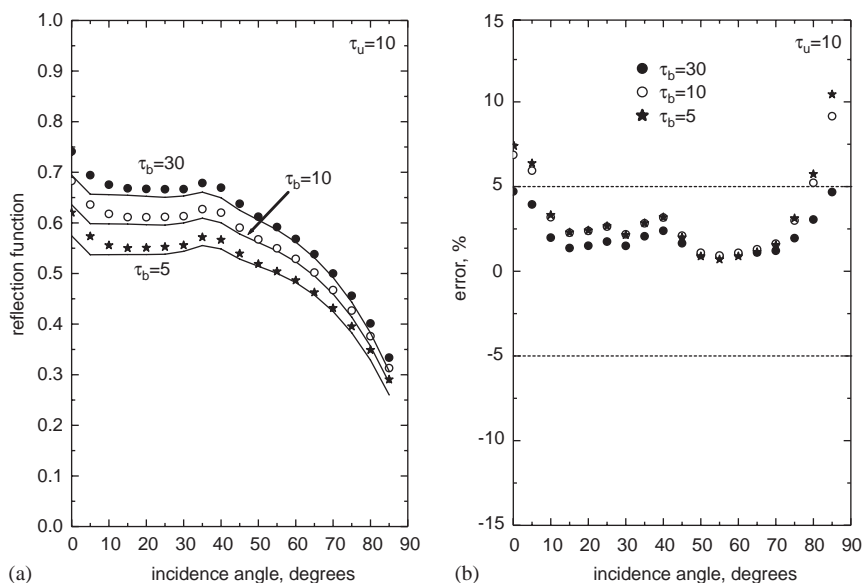 1.0
0.9
0.8
0.7
0.6
0.5
0.4
0.3
0.2
0.1
0.0
reflection function
τu=10
τb=30
τb=10
τb=5
0 10 20 30 40 50 60 70 80 90
incidence angle, degrees
(a)
15
10
5
0
-5
-10
-15
error, %
τu=10
τb=30
τb=10
τb=5
0 10 20 30 40 50 60 70 80 90
incidence angle, degrees
(b)